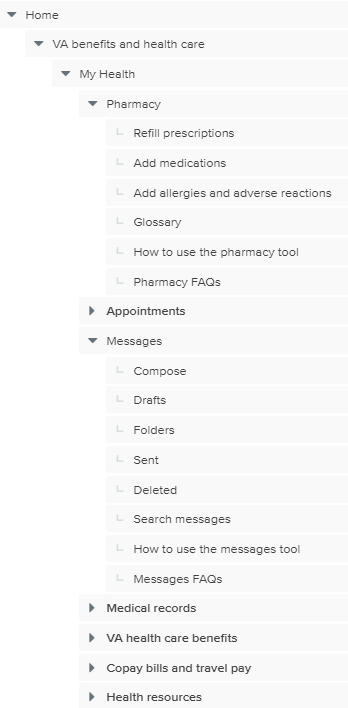 Home
VA benefits and health care
My Health
Pharmacy
Refill prescriptions
Add medications
Add allergies and adverse reactions
Glossary
How to use the pharmacy tool
Pharmacy FAQs
Appointments
Messages
Compose
Drafts
Folders
Sent
Deleted
Search messages
How to use the messages tool
Messages FAQs
Medical records
VA health care benefits
Copay bills and travel pay
Health resources